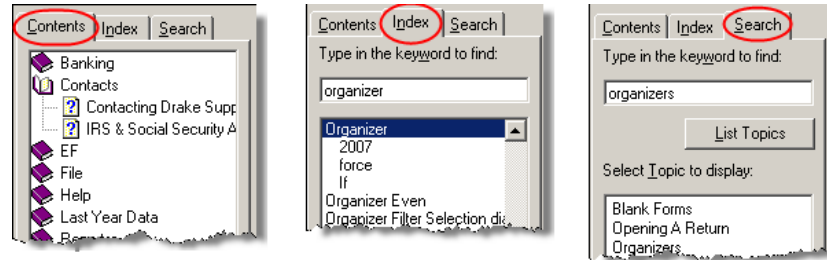 Contents Index Search
Banking
Contacts
Contacting Drake Supp
IRS & Social Security A
EF
File
Help
Last Year Data
Contents Index Search
Type in the keyword to find:
organizer
Organizer
2007
force
If
Organizer Even
Organizer Filter Selection dia
Contents Index Search
Type in the keyword to find:
organizers
List Topics
Select Topic to display:
Blank Forms
Opening A Return
Organizers